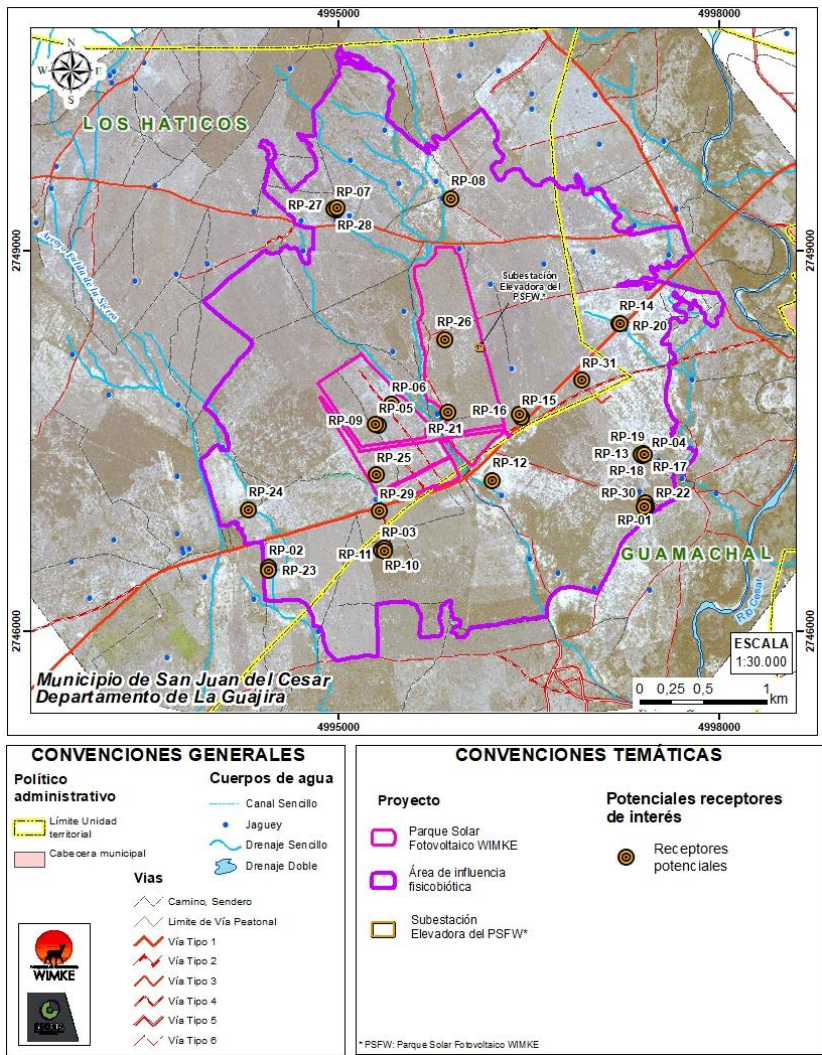 4995000
4998000
N
W
E
S
LOS HATICOS
RP-08
RP-07
RP-27
RP-28
2749000
2749000
Arroyo Falda de la Sierra
Subestación
Elevadora del
PSFW.*
RP-14
RP-20
RP-26
RP-31
RP-06
RP-05
RP-09
RP-16
RP-15
RP-21
RP-19
RP-04
RP-13
RP-17
RP-18
RP-25
RP-12
RP-30
RP-22
RP-01
RP-24
RP-29
RP-03
RP-11
RP-10
GUAMACHAL
RP-02
RP-23
Río Cesar
2746000
2746000
ESCALA
1:30.000
Municipio de San Juan del Cesar
Departamento de La Guajira
0 0,25 0,5 1
km
4995000
4998000
CONVENCIONES GENERALES
Político
administrativo
Límite Unidad
territorial
Cabecera municipal
Cuerpos de agua
Canal Sencillo
Jaguey
Drenaje Sencillo
Drenaje Doble
Vias
Camino, Sendero
Limite de Vía Peatonal
Vía Tipo 1
Vía Tipo 2
Vía Tipo 3
Vía Tipo 4
Vía Tipo 5
Vía Tipo 6
WIMKE
CONVENCIONES TEMÁTICAS
Proyecto
Parque Solar
Fotovoltaico WIMKE
Área de influencia
fisicobiótica
Subestación
Elevadora del PSFW*
Potenciales receptores
de interés
Receptores
potenciales
* PSFW: Parque Solar Fotovoltaico WIMKE